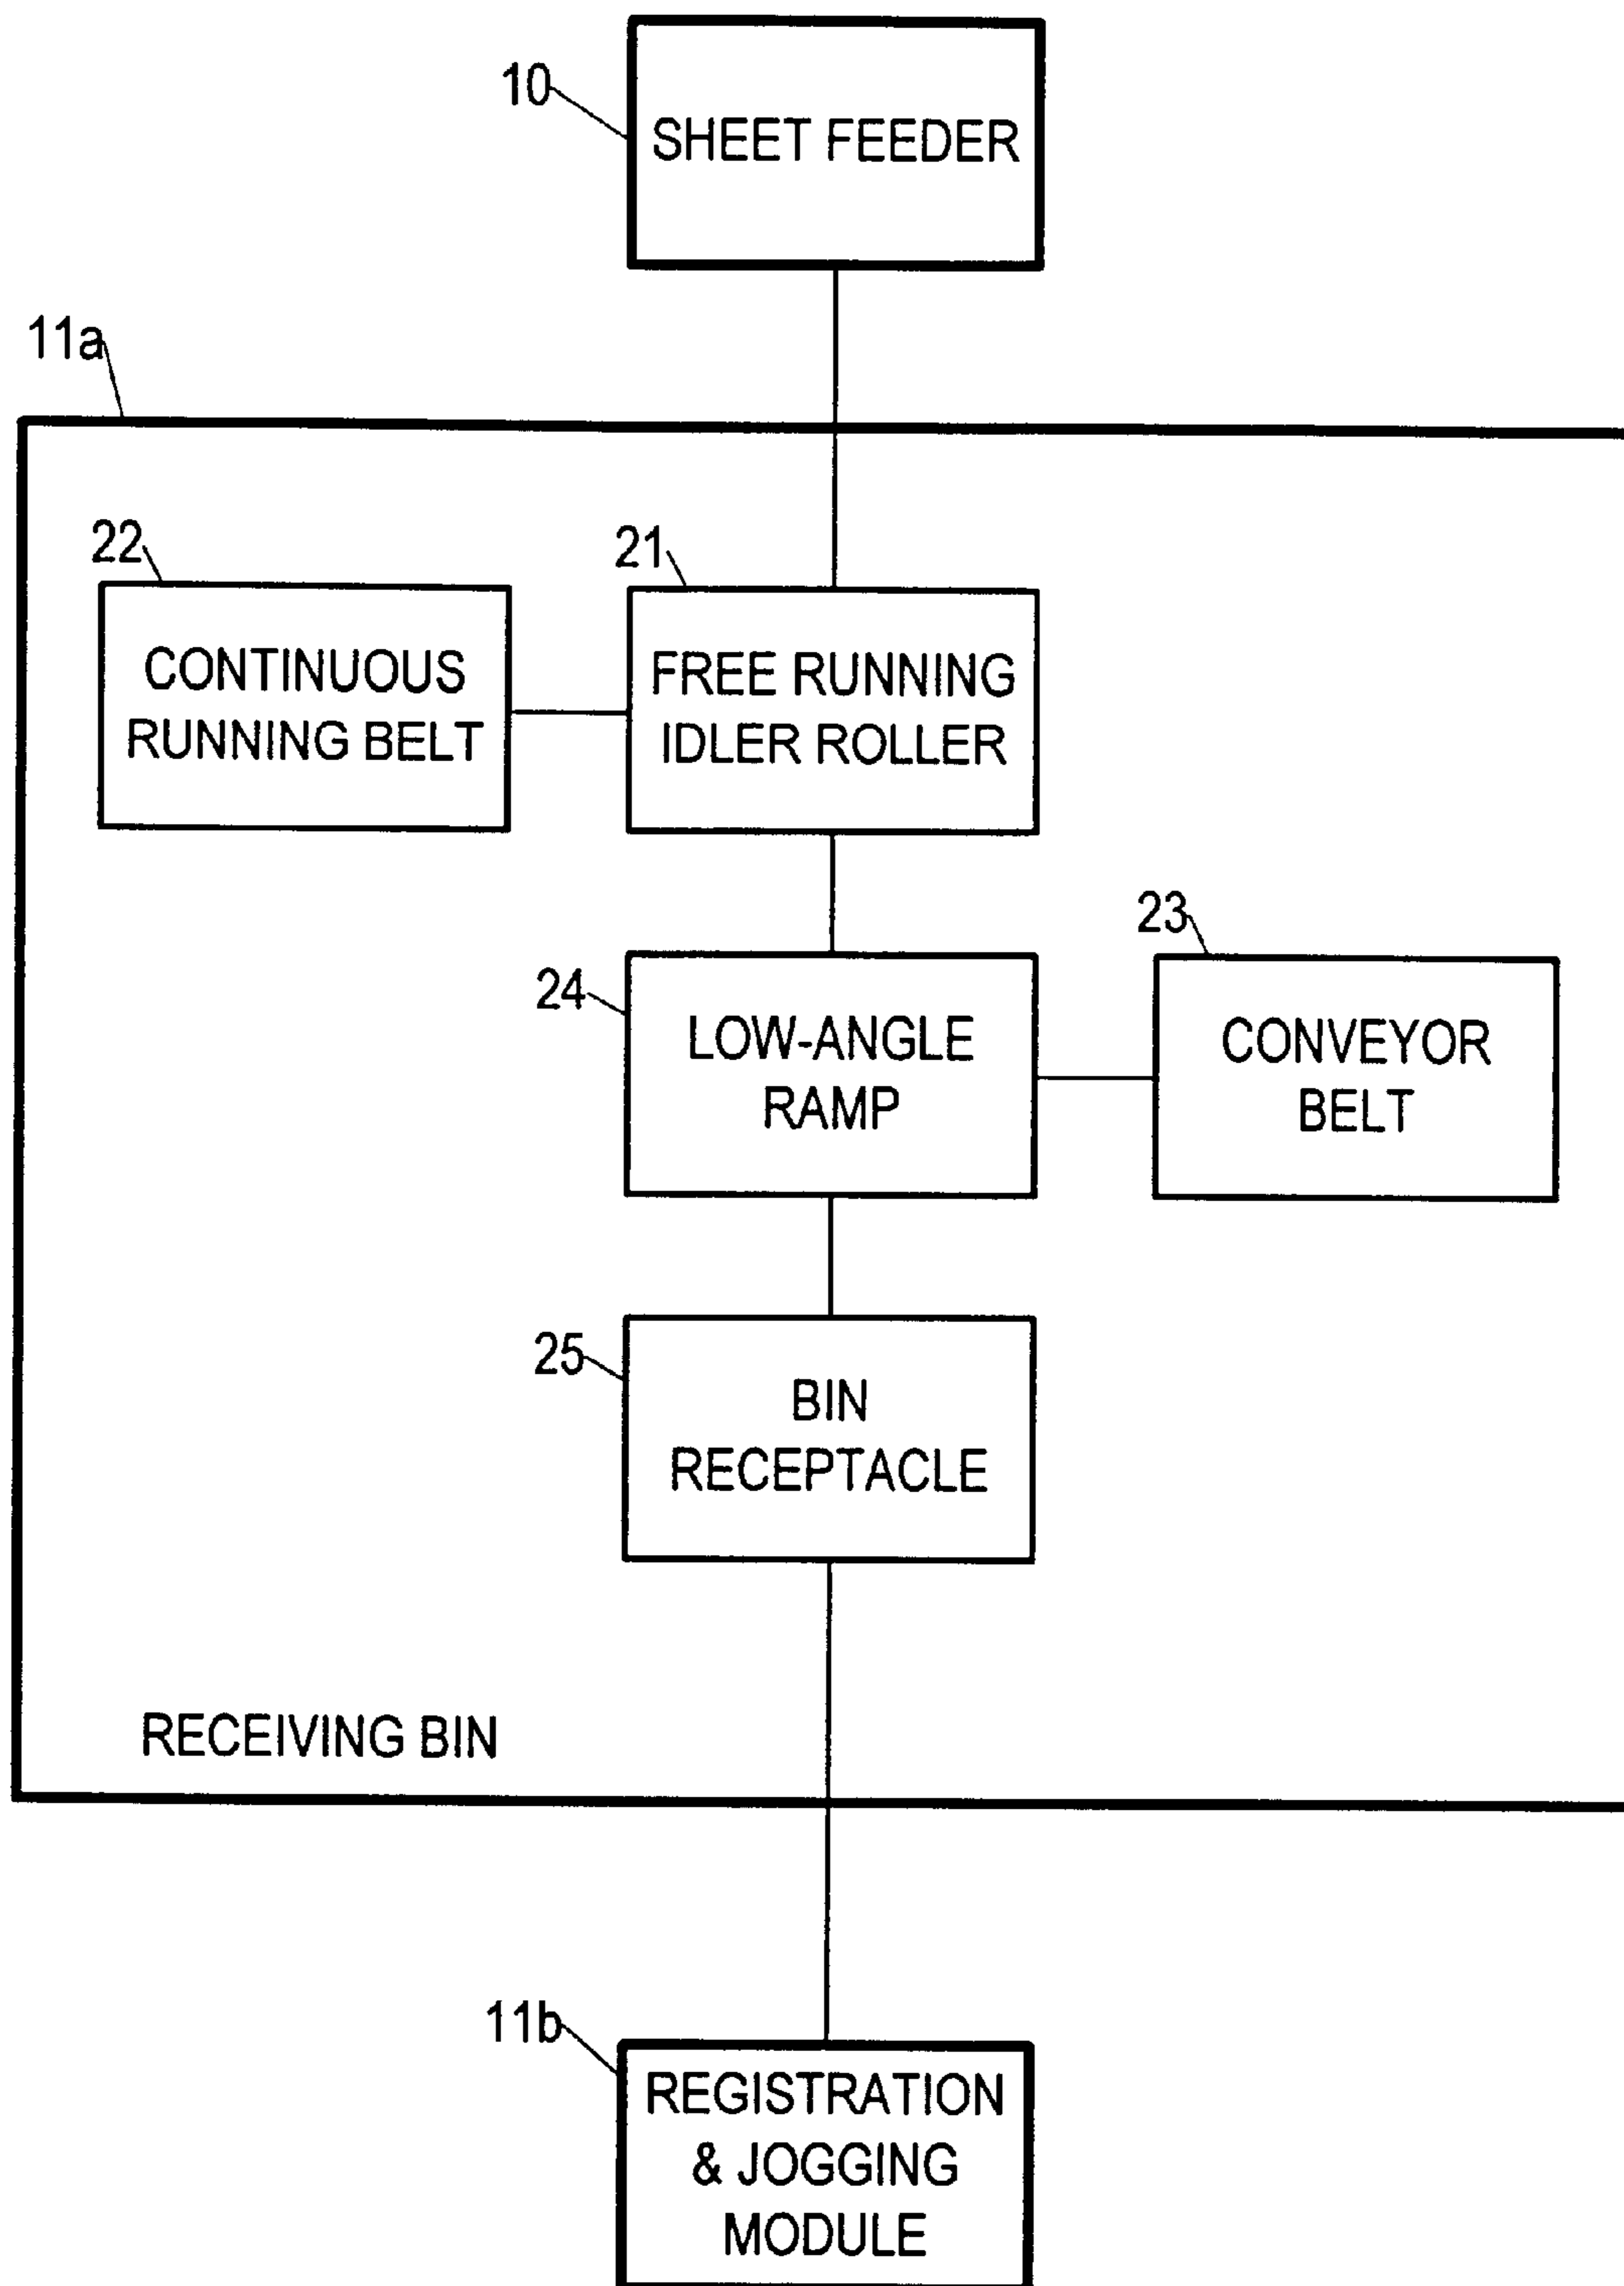 10
SHEET FEEDER
11a
22
21
CONTINUOUS
RUNNING BELT
FREE RUNNING
IDLER ROLLER
23
24
LOW-ANGLE
RAMP
CONVEYOR
BELT
25
BIN
RECEPTACLE
RECEIVING BIN
11b
REGISTRATION
& JOGGING
MODULE